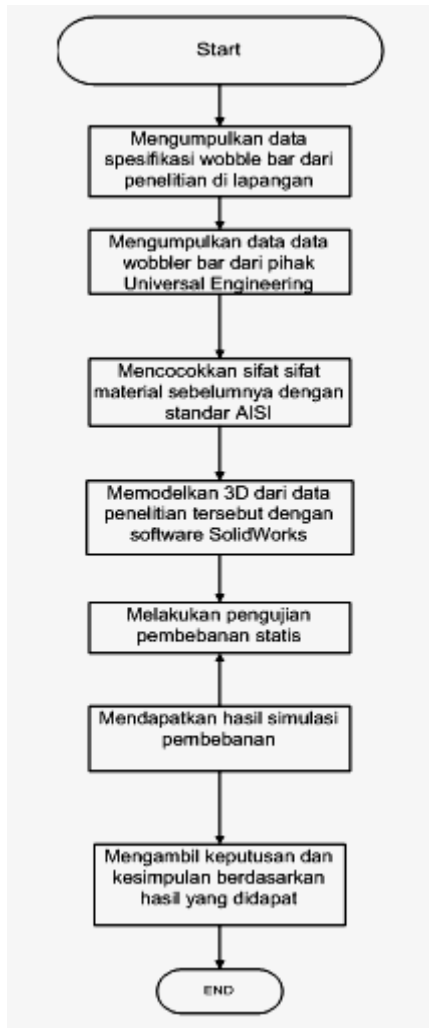 Start
Mengumpulkan data
spesifikasi wobble bar dari
penelitian di lapangan
Mengumpulkan data data
wobbler bar dari pihak
Universal Engineering
Mencocokkan sifat sifat
material sebelumnya dengan
standar AISI
Memodelkan 3D dari data
penelitian tersebut dengan
software SolidWorks
Melakukan pengujian
pembebanan statis
Mendapatkan hasil simulasi
pembebanan
Mengambil keputusan dan
kesimpulan berdasarkan
hasil yang didapat
END